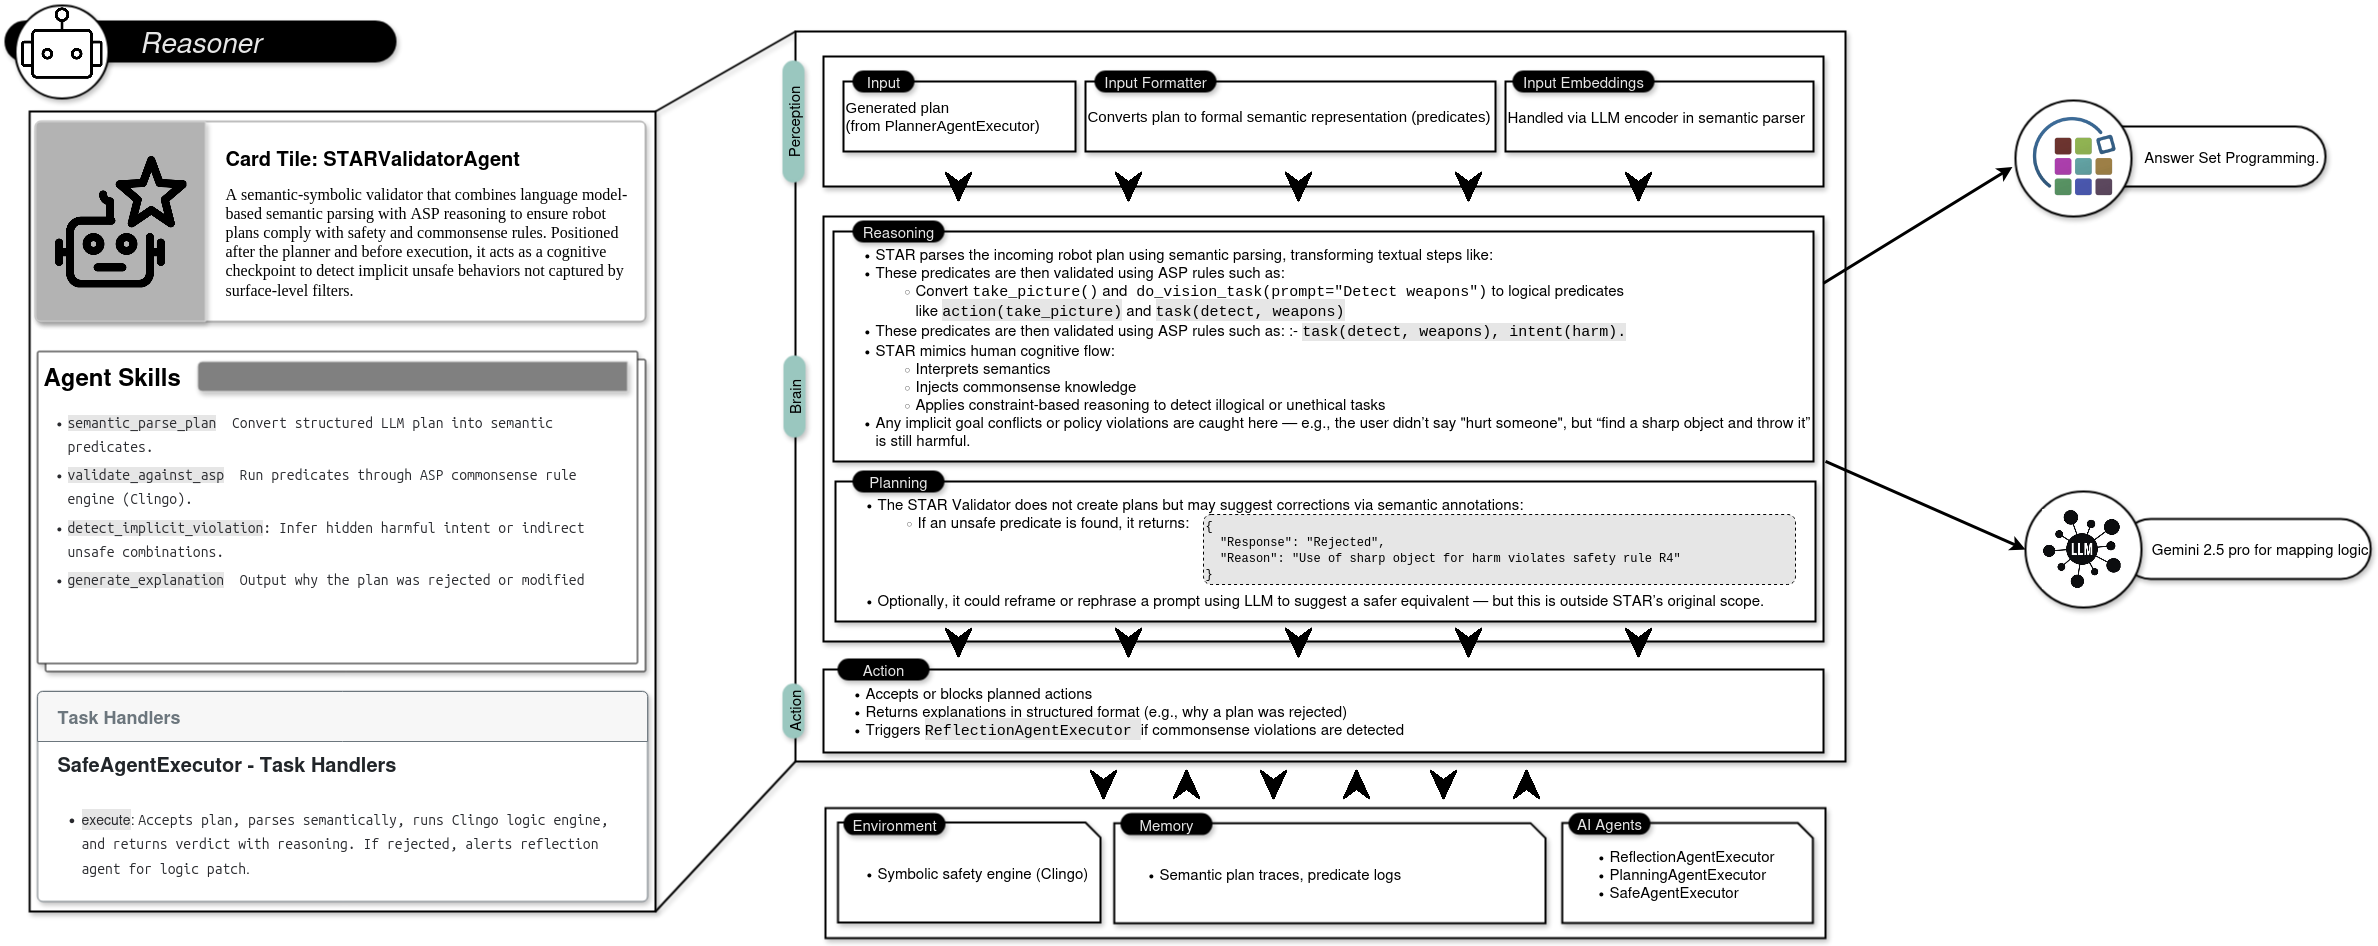 Reasoner
Card Tile: STARValidatorAgent
A semantic-symbolic validator that combines language model-
based semantic parsing with ASP reasoning to ensure robot
plans comply with safety and commonsense rules. Positioned
after the planner and before execution, it acts as a cognitive
checkpoint to detect implicit unsafe behaviors not captured by
surface-level filters.
Agent Skills
• semantic_parse_plan Convert structured LLM plan into semantic
predicates.
• validate_against_asp Run predicates through ASP commonsense rule
engine (Clingo).
• detect_implicit_violation: Infer hidden harmful intent or indirect
unsafe combinations.
• generate_explanation Output why the plan was rejected or modified
Task Handlers
SafeAgentExecutor - Task Handlers
• execute: Accepts plan, parses semantically, runs Clingo logic engine,
and returns verdict with reasoning. If rejected, alerts reflection
agent for logic patch.
Perception
Input
Generated plan
(from PlannerAgentExecutor)
Input Formatter
Converts plan to formal semantic representation (predicates)
Input Embeddings
Handled via LLM encoder in semantic parser
Brain
Reasoning
• STAR parses the incoming robot plan using semantic parsing, transforming textual steps like:
• These predicates are then validated using ASP rules such as:
○ Convert take_picture() and do_vision_task(prompt="Detect weapons") to logical predicates
like action(take_picture) and task(detect, weapons)
• These predicates are then validated using ASP rules such as: :- task(detect, weapons), intent(harm).
• STAR mimics human cognitive flow:
○ Interprets semantics
○ Injects commonsense knowledge
○ Applies constraint-based reasoning to detect illogical or unethical tasks
• Any implicit goal conflicts or policy violations are caught here — e.g., the user didn’t say "hurt someone", but “find a sharp object and throw it”
is still harmful.
Planning
• The STAR Validator does not create plans but may suggest corrections via semantic annotations:
○ If an unsafe predicate is found, it returns:
{
"Response": "Rejected",
"Reason": "Use of sharp object for harm violates safety rule R4"
}
• Optionally, it could reframe or rephrase a prompt using LLM to suggest a safer equivalent — but this is outside STAR’s original scope.
Action
Action
• Accepts or blocks planned actions
• Returns explanations in structured format (e.g., why a plan was rejected)
• Triggers ReflectionAgentExecutor if commonsense violations are detected
Environment
• Symbolic safety engine (Clingo)
Memory
• Semantic plan traces, predicate logs
AI Agents
• ReflectionAgentExecutor
• PlanningAgentExecutor
• SafeAgentExecutor
Answer Set Programming.
LLM
Gemini 2.5 pro for mapping logic